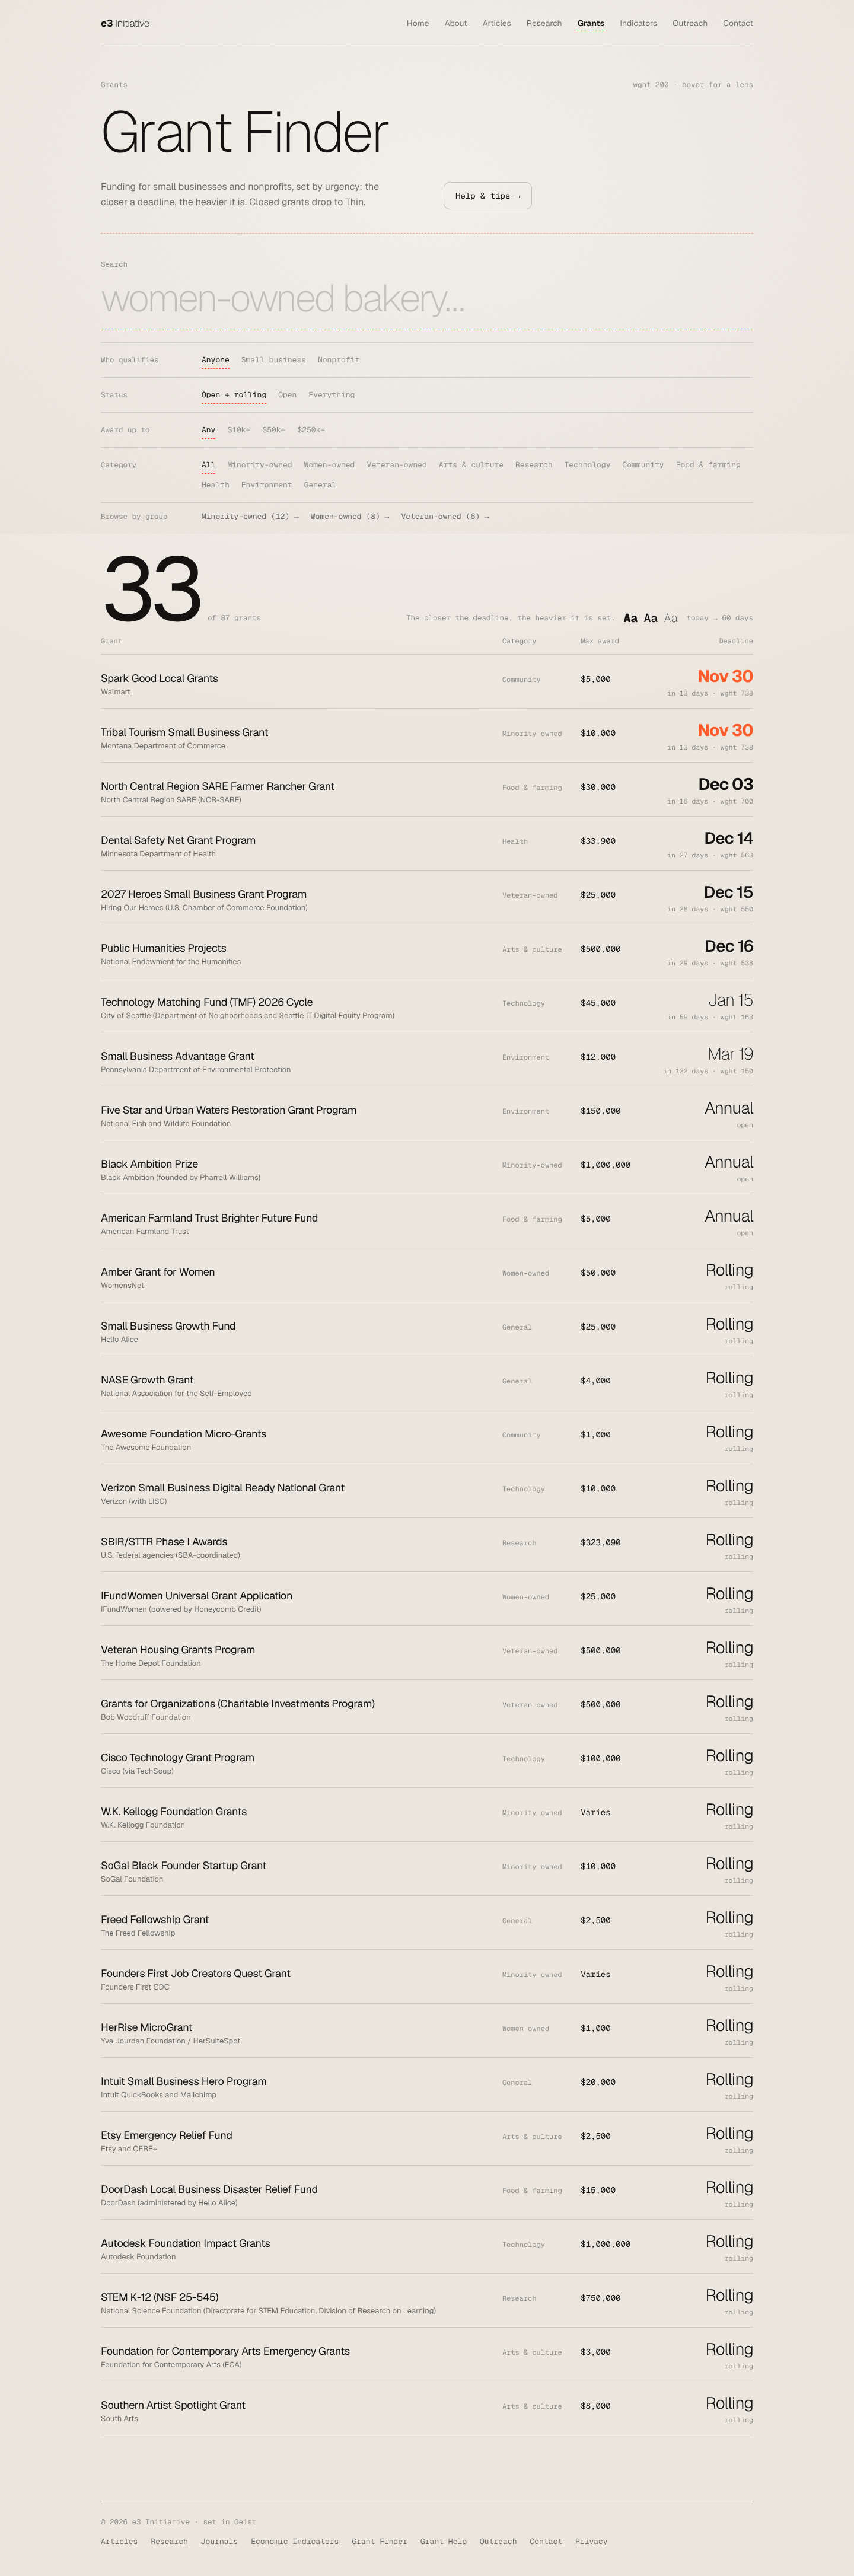 e3 Initiative
Home About Articles Research Grants Indicators Outreach Contact
Grants
wght 200 · hover for a lens
Grant Finder
Funding for small businesses and nonprofits, set by urgency: the
closer a deadline, the heavier it is. Closed grants drop to Thin.
Help & tips →
Search
women-owned bakery...
Who qualifies Anyone Small business Nonprofit
Status Open + rolling Open Everything
Award up to Any $10k+ $50k+ $250k+
Category All Minority-owned Women-owned Veteran-owned Arts & culture Research Technology Community Food & farming
Health Environment General
Browse by group Minority-owned (12) → Women-owned (8) → Veteran-owned (6) →
33 of 87 grants
The closer the deadline, the heavier it is set. Aa Aa Aa today → 60 days
Grant Category Max award Deadline
Spark Good Local Grants Community $5,000 Nov 30
Walmart in 13 days · wght 738
Tribal Tourism Small Business Grant Minority-owned $10,000 Nov 30
Montana Department of Commerce in 13 days · wght 738
North Central Region SARE Farmer Rancher Grant Food & farming $30,000 Dec 03
North Central Region SARE (NCR-SARE) in 16 days · wght 700
Dental Safety Net Grant Program Health $33,900 Dec 14
Minnesota Department of Health in 27 days · wght 563
2027 Heroes Small Business Grant Program Veteran-owned $25,000 Dec 15
Hiring Our Heroes (U.S. Chamber of Commerce Foundation) in 28 days · wght 550
Public Humanities Projects Arts & culture $500,000 Dec 16
National Endowment for the Humanities in 29 days · wght 538
Technology Matching Fund (TMF) 2026 Cycle Technology $45,000 Jan 15
City of Seattle (Department of Neighborhoods and Seattle IT Digital Equity Program) in 59 days · wght 163
Small Business Advantage Grant Environment $12,000 Mar 19
Pennsylvania Department of Environmental Protection in 122 days · wght 150
Five Star and Urban Waters Restoration Grant Program Environment $150,000 Annual
National Fish and Wildlife Foundation open
Black Ambition Prize Minority-owned $1,000,000 Annual
Black Ambition (founded by Pharrell Williams) open
American Farmland Trust Brighter Future Fund Food & farming $5,000 Annual
American Farmland Trust open
Amber Grant for Women Women-owned $50,000 Rolling
WomensNet rolling
Small Business Growth Fund General $25,000 Rolling
Hello Alice rolling
NASE Growth Grant General $4,000 Rolling
National Association for the Self-Employed rolling
Awesome Foundation Micro-Grants Community $1,000 Rolling
The Awesome Foundation rolling
Verizon Small Business Digital Ready National Grant Technology $10,000 Rolling
Verizon (with LISC) rolling
SBIR/STTR Phase I Awards Research $323,090 Rolling
U.S. federal agencies (SBA-coordinated) rolling
IFundWomen Universal Grant Application Women-owned $25,000 Rolling
IFundWomen (powered by Honeycomb Credit) rolling
Veteran Housing Grants Program Veteran-owned $500,000 Rolling
The Home Depot Foundation rolling
Grants for Organizations (Charitable Investments Program) Veteran-owned $500,000 Rolling
Bob Woodruff Foundation rolling
Cisco Technology Grant Program Technology $100,000 Rolling
Cisco (via TechSoup) rolling
W.K. Kellogg Foundation Grants Minority-owned Varies Rolling
W.K. Kellogg Foundation rolling
SoGal Black Founder Startup Grant Minority-owned $10,000 Rolling
SoGal Foundation rolling
Freed Fellowship Grant General $2,500 Rolling
The Freed Fellowship rolling
Founders First Job Creators Quest Grant Minority-owned Varies Rolling
Founders First CDC rolling
HerRise MicroGrant Women-owned $1,000 Rolling
Yva Jourdan Foundation / HerSuiteSpot rolling
Intuit Small Business Hero Program General $20,000 Rolling
Intuit QuickBooks and Mailchimp rolling
Etsy Emergency Relief Fund Arts & culture $2,500 Rolling
Etsy and CERF+ rolling
DoorDash Local Business Disaster Relief Fund Food & farming $15,000 Rolling
DoorDash (administered by Hello Alice) rolling
Autodesk Foundation Impact Grants Technology $1,000,000 Rolling
Autodesk Foundation rolling
STEM K-12 (NSF 25-545) Research $750,000 Rolling
National Science Foundation (Directorate for STEM Education, Division of Research on Learning) rolling
Foundation for Contemporary Arts Emergency Grants Arts & culture $3,000 Rolling
Foundation for Contemporary Arts (FCA) rolling
Southern Artist Spotlight Grant Arts & culture $8,000 Rolling
South Arts rolling
© 2026 e3 Initiative · set in Geist
Articles Research Journals Economic Indicators Grant Finder Grant Help Outreach Contact Privacy